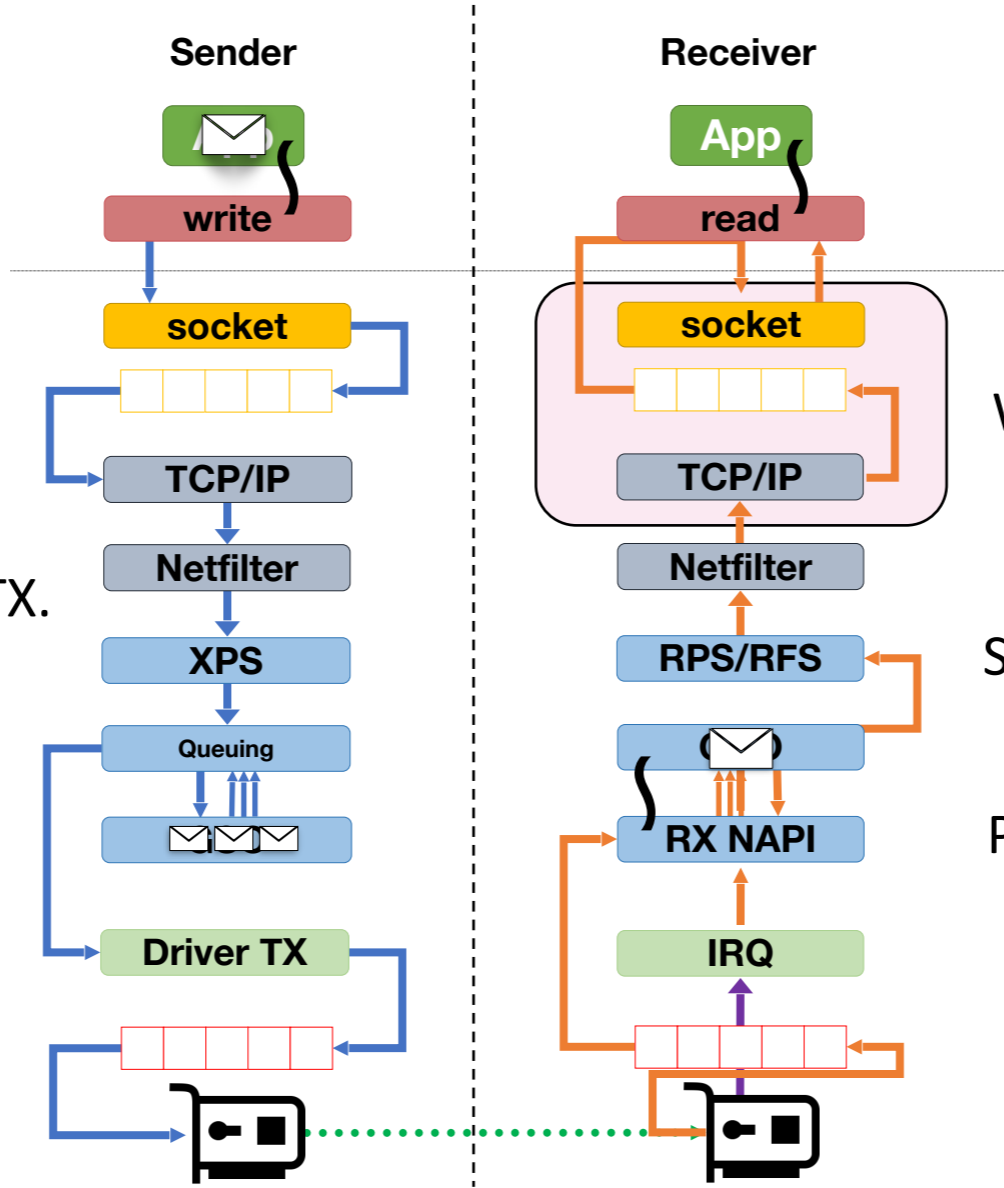 Sender
write
socket
TCP/IP
Netfilter
TX.
XPS
Queuing
Driver TX
Receiver
App
read
socket
TCP/IP
Netfilter
RPS/RFS
RX NAPI
IRQ